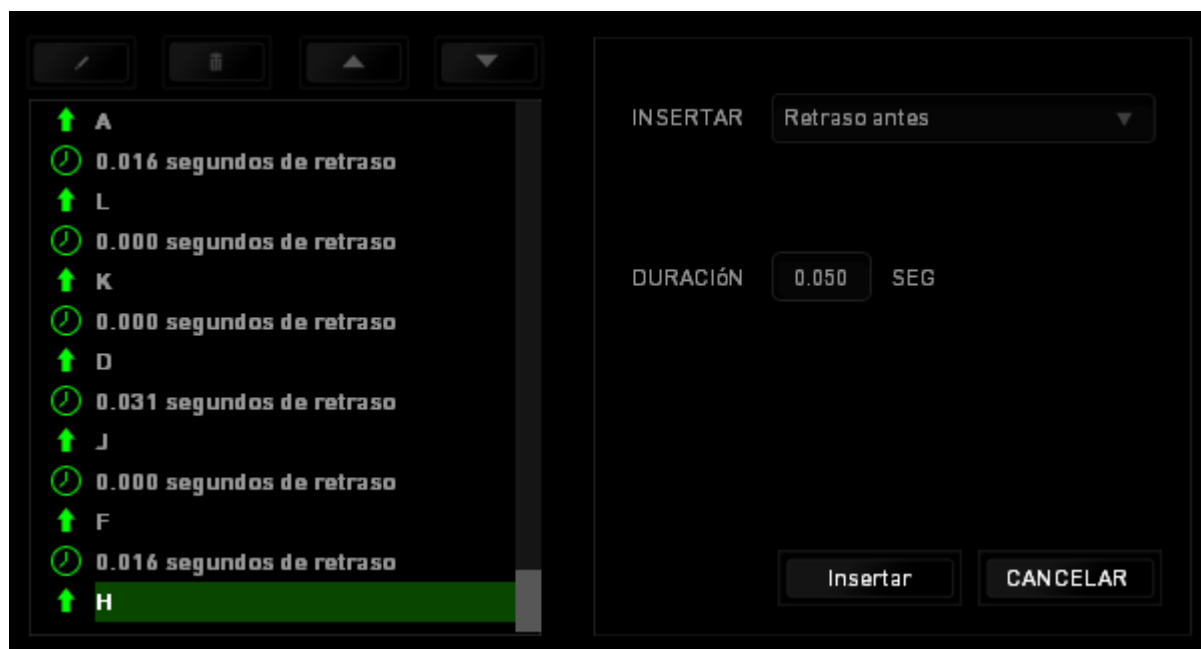 A
0.016 segundos de retraso
L
0.000 segundos de retraso
K
0.000 segundos de retraso
D
0.031 segundos de retraso
J
0.000 segundos de retraso
F
0.016 segundos de retraso
H
INSERTAR Retraso antes
DURACIóN 0.050 SEG
Insertar CANCELAR